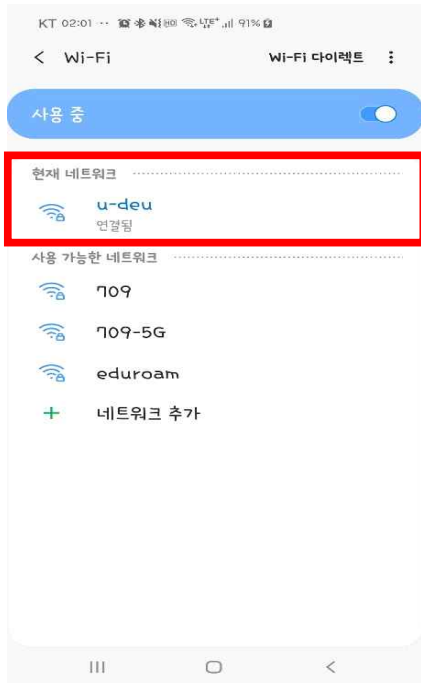 KT 02:01 ·· LTE+ 91%
< Wi-Fi Wi-Fi 다이렉트
사용 중
현재 네트워크
u-deu
연결됨
사용 가능한 네트워크
709
709-5G
eduroam
+ 네트워크 추가